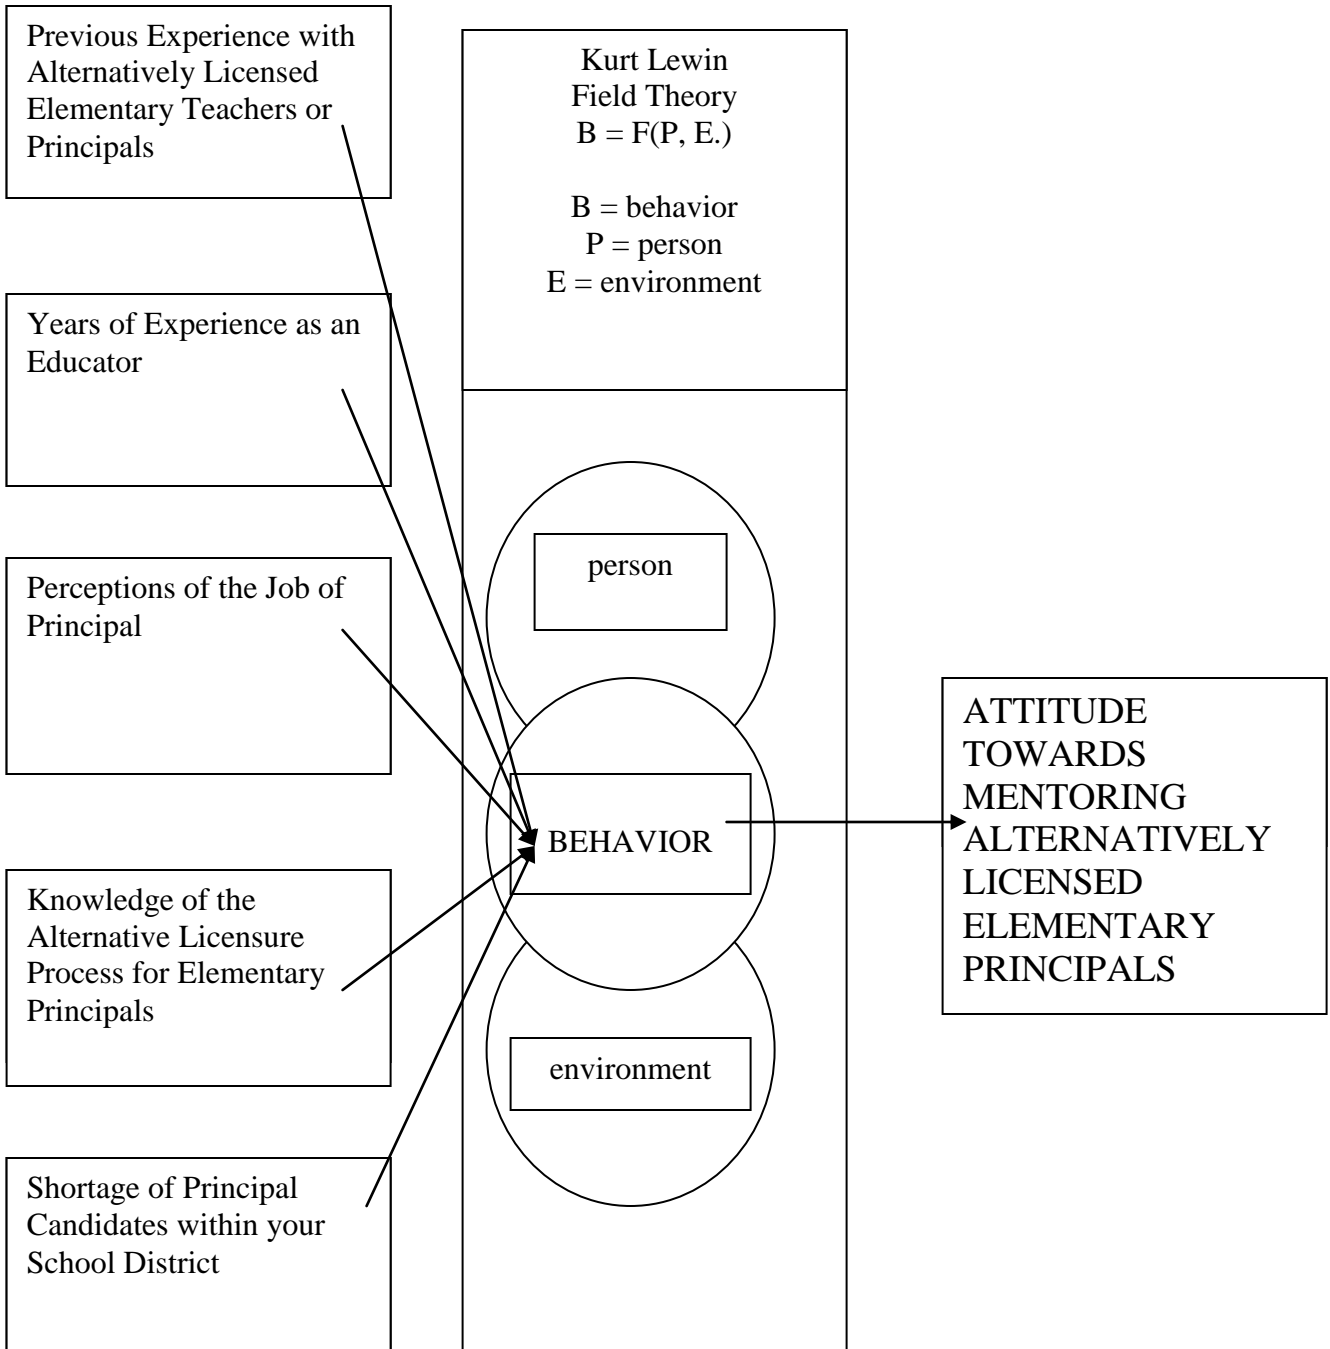 Previous Experience with
Alternatively Licensed
Elementary Teachers or
Principals
Kurt Lewin
Field Theory
B = F(P, E.)
B = behavior
P = person
E = environment
Years of Experience as an
Educator
person
Perceptions of the Job of
Principal
BEHAVIOR
ATTITUDE
TOWARDS
MENTORING
ALTERNATIVELY
LICENSED
ELEMENTARY
PRINCIPALS
Knowledge of the
Alternative Licensure
Process for Elementary
Principals
environment
Shortage of Principal
Candidates within your
School District